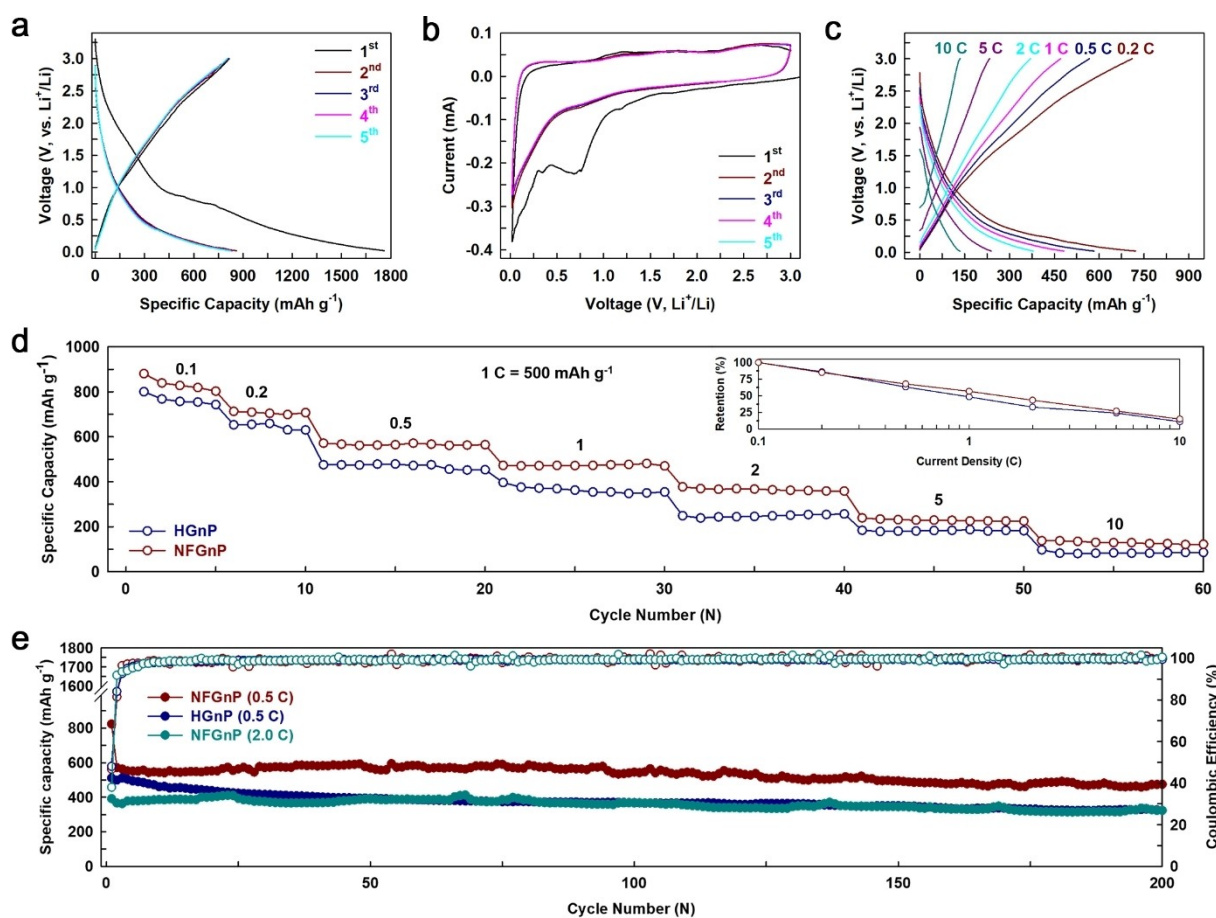 a
3.0
2.5
2.0
1.5
1.0
0.5
0.0
Voltage (V, vs. Li⁺/Li)
1ˢᵗ
2ⁿᵈ
3ʳᵈ
4ᵗʰ
5ᵗʰ
0 300 600 900 1200 1500 1800
Specific Capacity (mAh g⁻¹)
b
0.1
0.0
-0.1
-0.2
-0.3
-0.4
Current (mA)
1ˢᵗ
2ⁿᵈ
3ʳᵈ
4ᵗʰ
5ᵗʰ
0.0 0.5 1.0 1.5 2.0 2.5 3.0
Voltage (V, Li⁺/Li)
c
10 C 5 C 2 C 1 C 0.5 C 0.2 C
3.0
2.5
2.0
1.5
1.0
0.5
0.0
Voltage (V, vs. Li⁺/Li)
0 150 300 450 600 750 900
Specific Capacity (mAh g⁻¹)
d
1000
800
600
400
200
0
Specific Capacity (mAh g⁻¹)
0.1
0.2
0.5
1
2
5
10
1 C = 500 mAh g⁻¹
HGnP
NFGnP
100
75
50
25
0
Retention (%)
0.1 1 10
Current Density (C)
0 10 20 30 40 50 60
Cycle Number (N)
e
1800
1700
1600
800
600
400
200
0
Specific capacity (mAh g⁻¹)
NFGnP (0.5 C)
HGnP (0.5 C)
NFGnP (2.0 C)
100
80
60
40
20
0
Coulombic Efficiency (%)
0 50 100 150 200
Cycle Number (N)